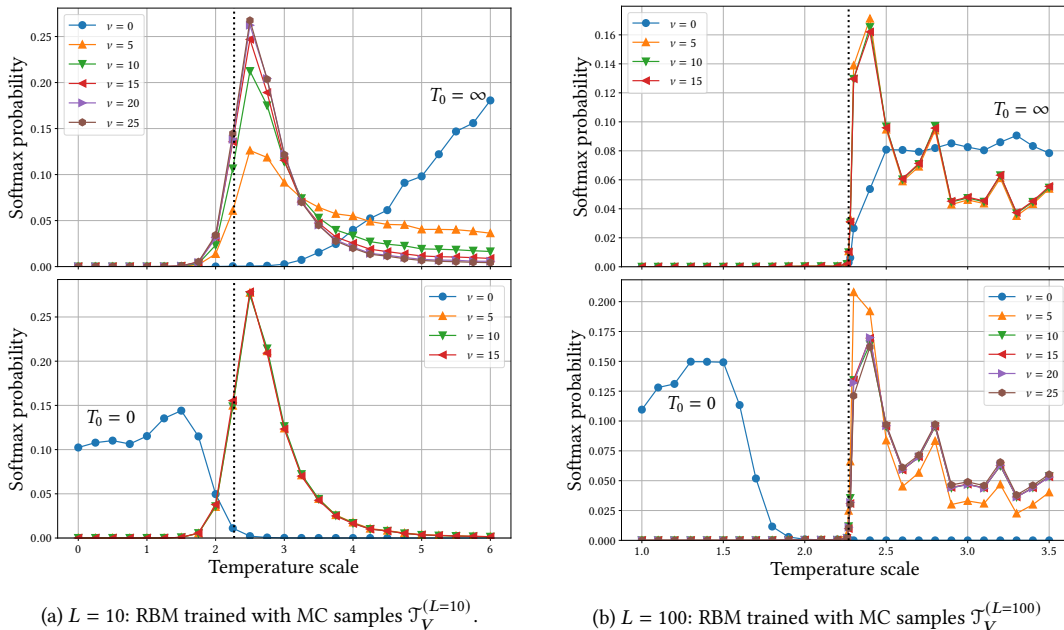 0.25
0.20
0.15
0.10
0.05
0.00
Softmax probability
ν = 0
ν = 5
ν = 10
ν = 15
ν = 20
ν = 25
T₀ = ∞
0.16
0.14
0.12
0.10
0.08
0.06
0.04
0.02
0.00
Softmax probability
ν = 0
ν = 5
ν = 10
ν = 15
T₀ = ∞
0.25
0.20
0.15
0.10
0.05
0.00
Softmax probability
ν = 0
ν = 5
ν = 10
ν = 15
T₀ = 0
0 1 2 3 4 5 6
Temperature scale
0.200
0.175
0.150
0.125
0.100
0.075
0.050
0.025
0.000
Softmax probability
ν = 0
ν = 5
ν = 10
ν = 15
ν = 20
ν = 25
T₀ = 0
1.0 1.5 2.0 2.5 3.0 3.5
Temperature scale
(a) L = 10: RBM trained with MC samples 𝒯_V^(L=10).
(b) L = 100: RBM trained with MC samples 𝒯_V^(L=100)